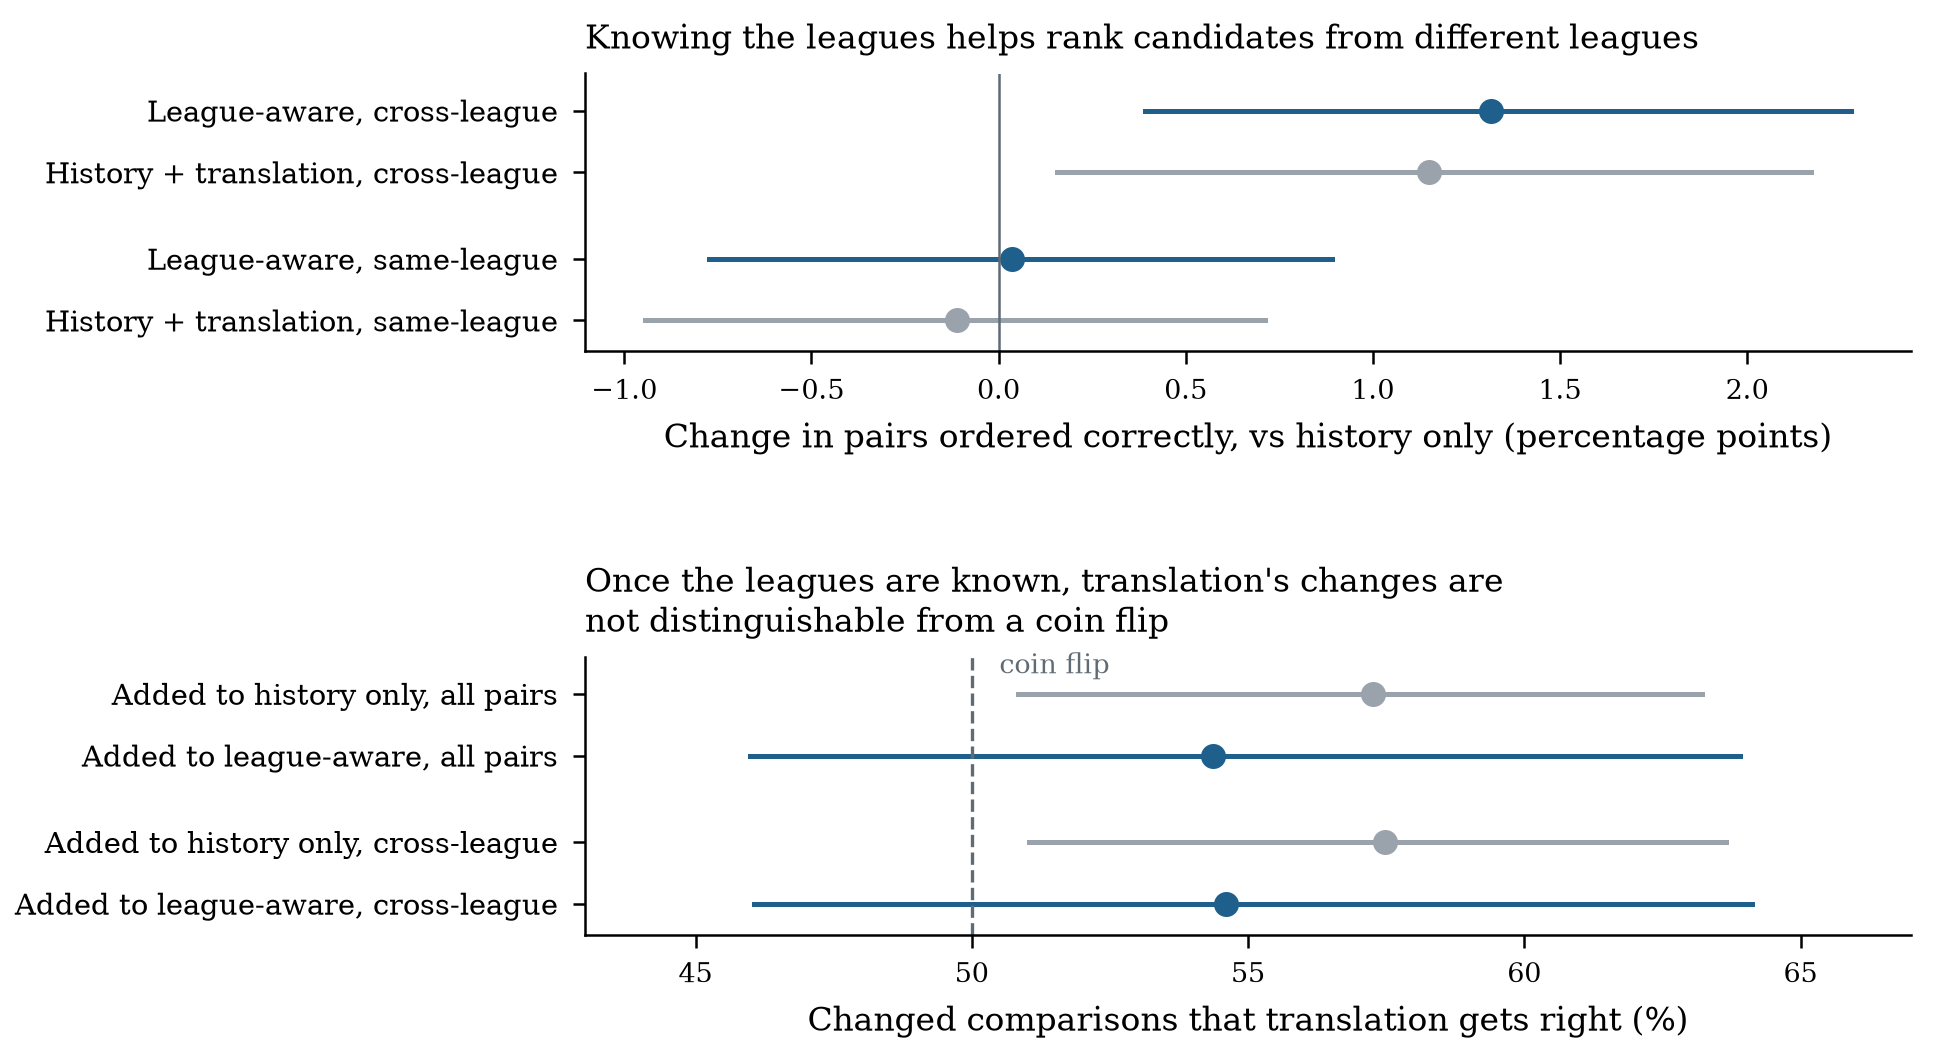 Knowing the leagues helps rank candidates from different leagues
League-aware, cross-league
History + translation, cross-league
League-aware, same-league
History + translation, same-league
−1.0
−0.5
0.0
0.5
1.0
1.5
2.0
Change in pairs ordered correctly, vs history only (percentage points)
Once the leagues are known, translation's changes are
not distinguishable from a coin flip
coin flip
Added to history only, all pairs
Added to league-aware, all pairs
Added to history only, cross-league
Added to league-aware, cross-league
45
50
55
60
65
Changed comparisons that translation gets right (%)